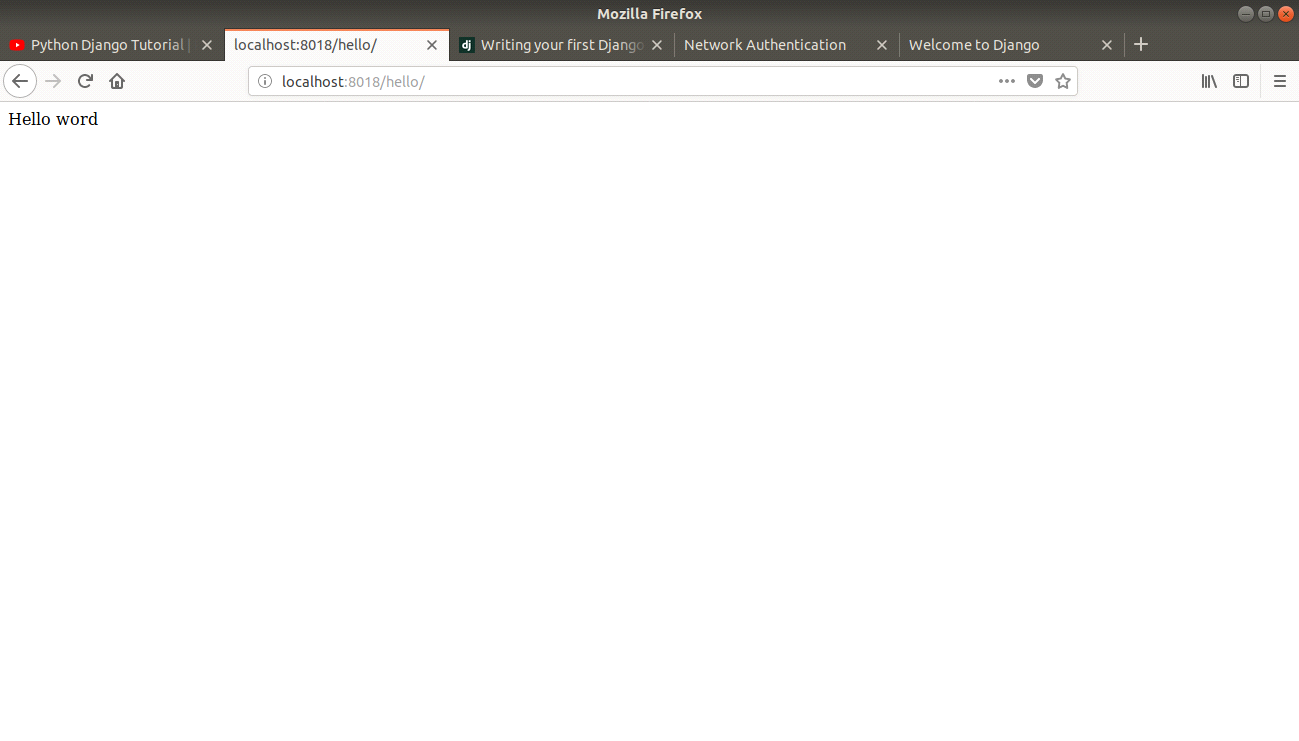 Mozilla Firefox
Python Django Tutorial |
localhost:8018/hello/
Writing your first Django
Network Authentication
Welcome to Django
localhost:8018/hello/
Hello word